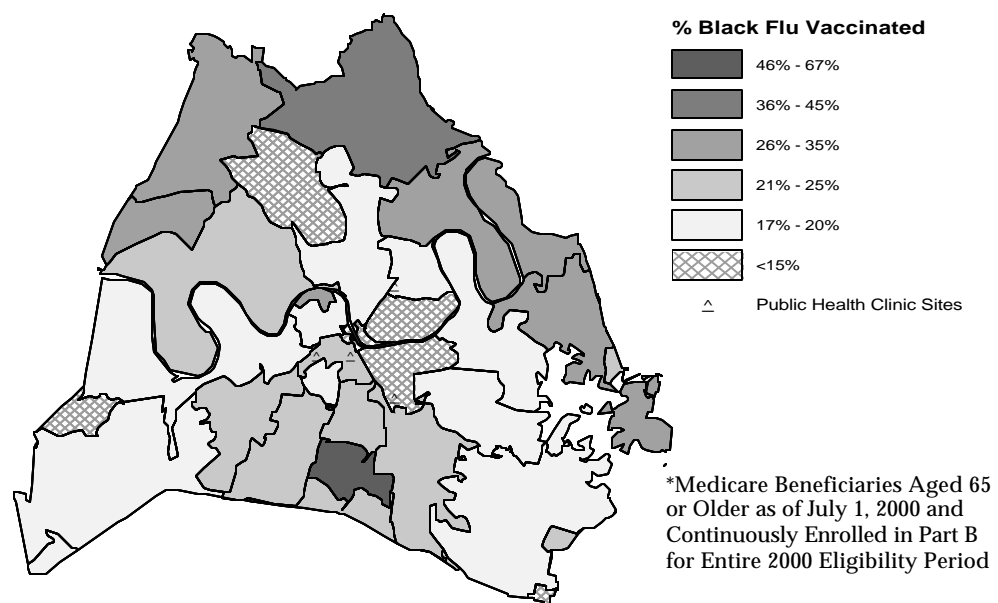 % Black Flu Vaccinated
46% - 67%
36% - 45%
26% - 35%
21% - 25%
17% - 20%
<15%
^ Public Health Clinic Sites
*Medicare Beneficiaries Aged 65
or Older as of July 1, 2000 and
Continuously Enrolled in Part B
for Entire 2000 Eligibility Period